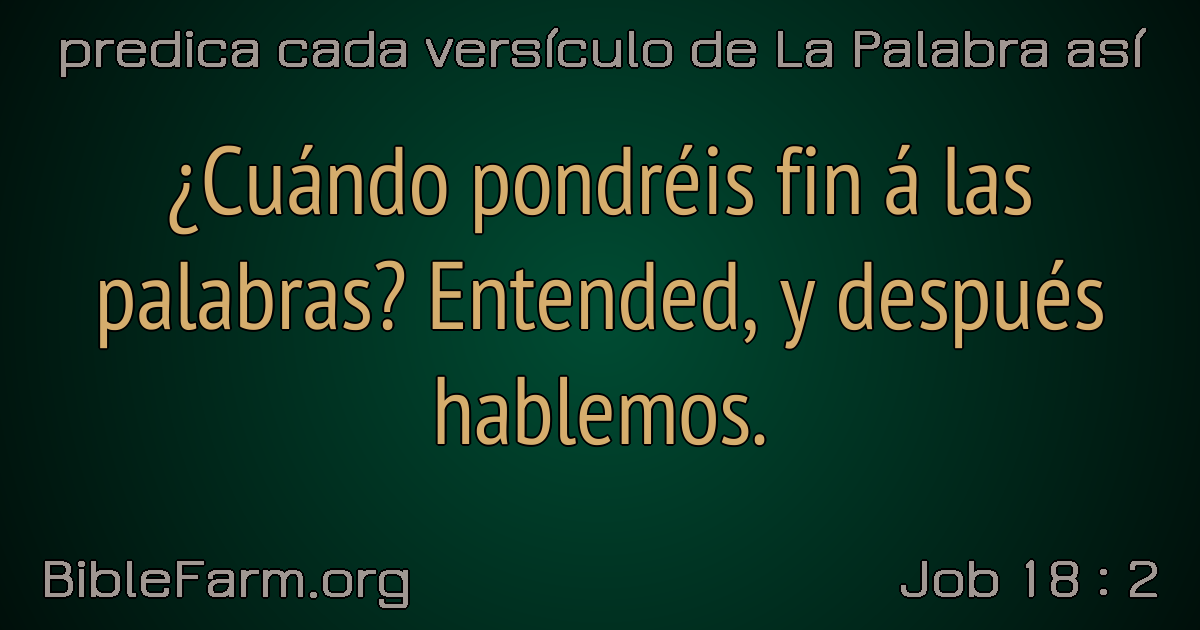 predica cada versículo de La Palabra así
¿Cuándo pondréis fin á las
palabras? Entended, y después
hablemos.
BibleFarm.org
Job 18 : 2